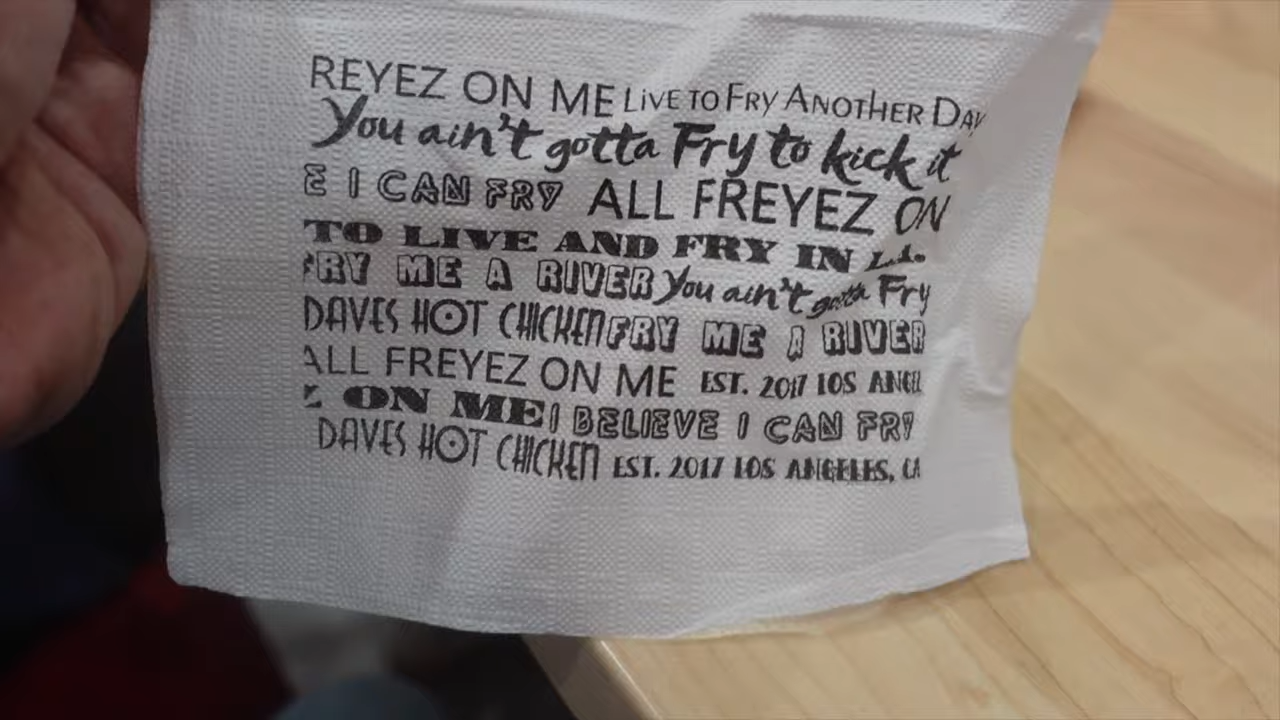 REYEZ ON ME LIVE TO FRY ANOTHER DAY
You ain't gotta Fry to kick it
E I CAN FRY ALL FREYEZ ON
TO LIVE AND FRY IN L.A.
FRY ME A RIVER You ain't gotta Fry
DAVES HOT CHICKEN FRY ME A RIVER
ALL FREYEZ ON ME EST. 2017 LOS ANGEL
Z ON ME I BELIEVE I CAN FRY
DAVES HOT CHICKEN EST. 2017 LOS ANGELES, CA